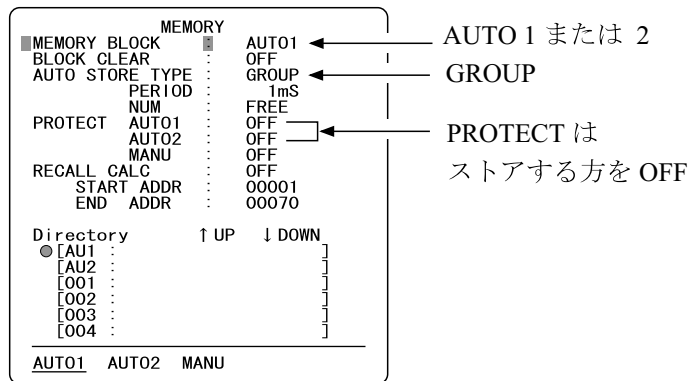 MEMORY
MEMORY BLOCK : AUTO1
BLOCK CLEAR : OFF
AUTO STORE TYPE : GROUP
PERIOD : 1mS
NUM : FREE
PROTECT AUTO1 : OFF
AUTO2 : OFF
MANU : OFF
RECALL CALC : OFF
START ADDR : 00001
END ADDR : 00070
Directory ↑UP ↓DOWN
[AU1 : ]
[AU2 : ]
[001 : ]
[002 : ]
[003 : ]
[004 : ]
AUTO1 AUTO2 MANU
AUTO 1 または 2
GROUP
PROTECT は
ストアする方を OFF